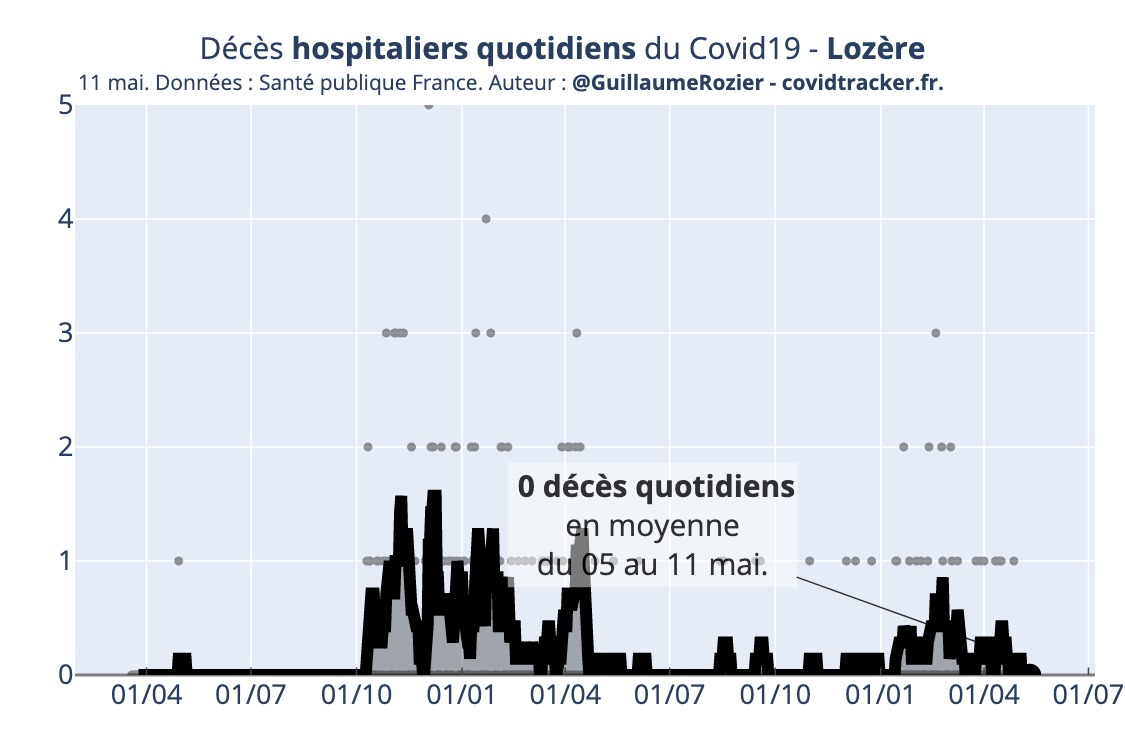 Décès hospitaliers quotidiens du Covid19 - Lozère
11 mai. Données : Santé publique France. Auteur : @GuillaumeRozier - covidtracker.fr.
5
4
3
2
0 décès quotidiens
en moyenne
1
du 05 au 11 mai.
0
01/04 01/07 01/10 01/01 01/04 01/07 01/10 01/01 01/04 01/07